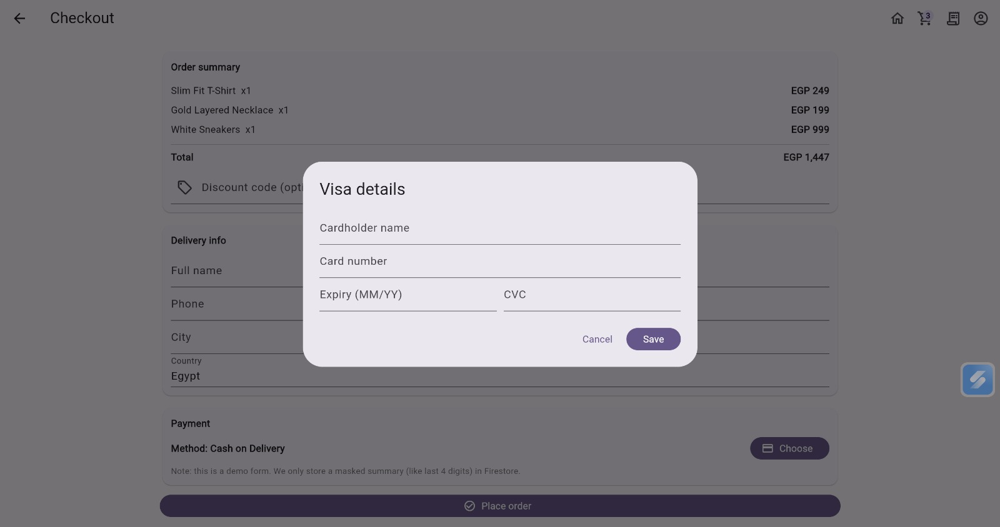 Checkout
3
Order summary
Slim Fit T-Shirt x1 EGP 249
Gold Layered Necklace x1 EGP 199
White Sneakers x1 EGP 999
Total EGP 1,447
Discount code (opti
Visa details
Cardholder name
Card number
Expiry (MM/YY) CVC
Cancel Save
Delivery info
Full name
Phone
City
Country
Egypt
Payment
Method: Cash on Delivery Choose
Note: this is a demo form. We only store a masked summary (like last 4 digits) in Firestore.
Place order